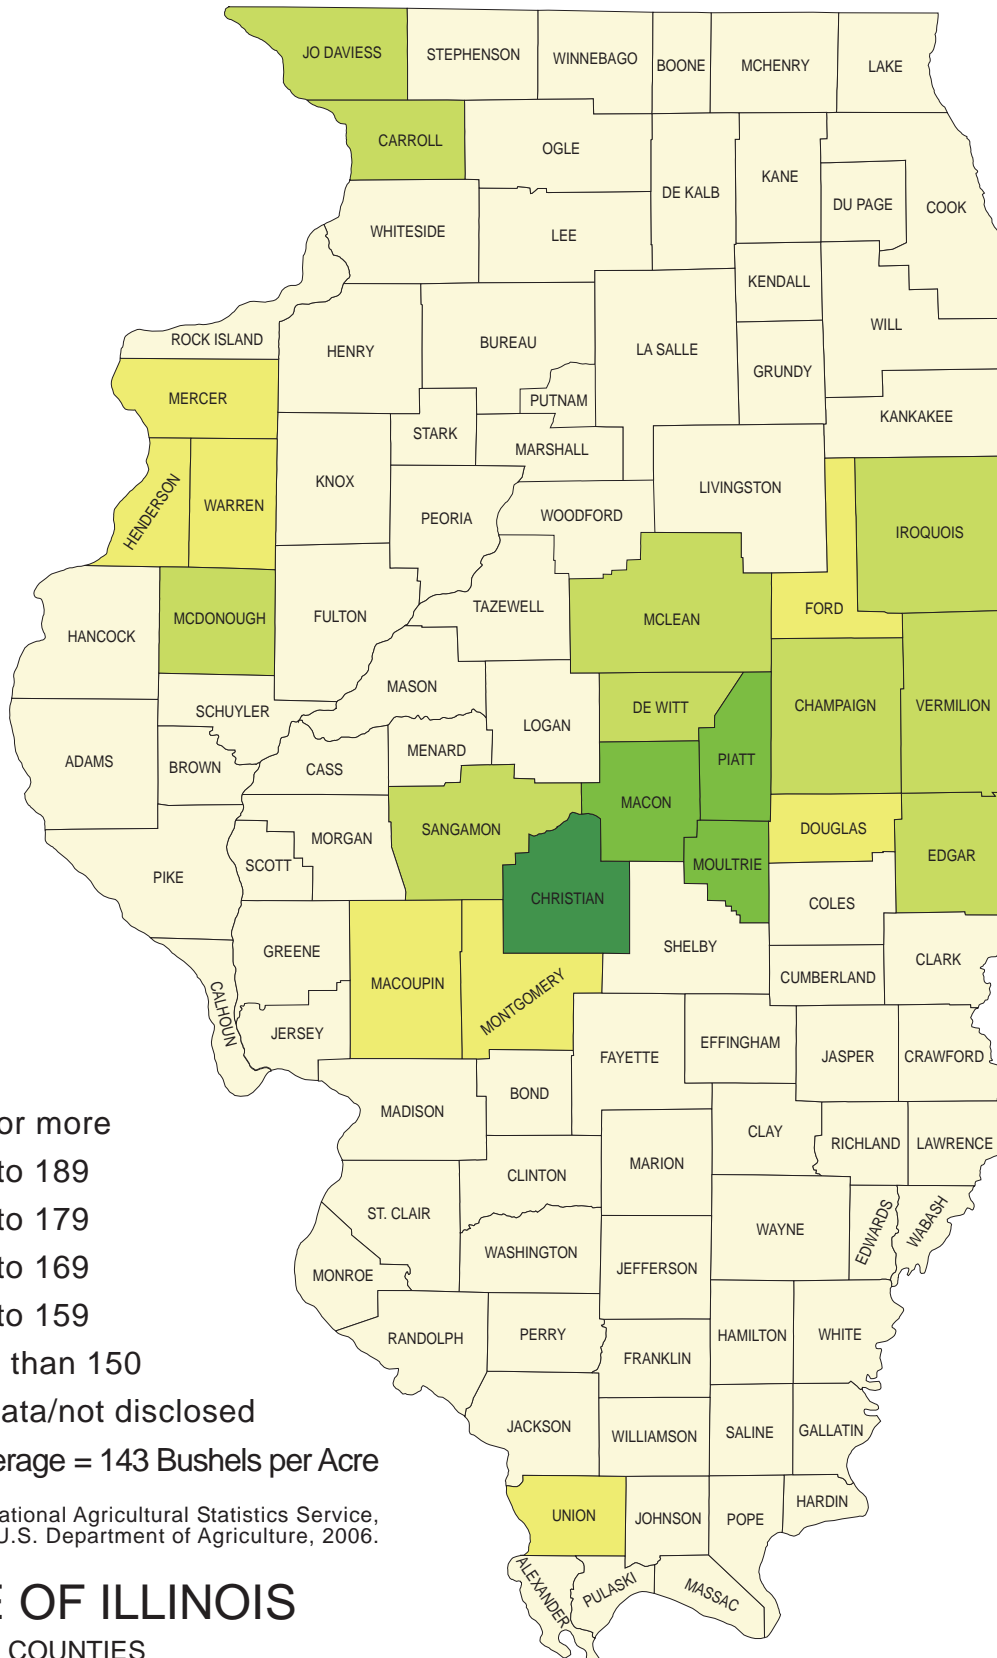 JO DAVIESS
STEPHENSON
WINNEBAGO
BOONE
MCHENRY
LAKE
CARROLL
OGLE
DE KALB
KANE
DU PAGE
COOK
WHITESIDE
LEE
KENDALL
ROCK ISLAND
HENRY
BUREAU
LA SALLE
WILL
GRUNDY
MERCER
PUTNAM
KANKAKEE
STARK
MARSHALL
HENDERSON
WARREN
KNOX
PEORIA
WOODFORD
LIVINGSTON
IROQUOIS
HANCOCK
MCDONOUGH
FULTON
TAZEWELL
MCLEAN
FORD
MASON
SCHUYLER
LOGAN
DE WITT
CHAMPAIGN
VERMILION
ADAMS
BROWN
CASS
MENARD
PIATT
MACON
SANGAMON
DOUGLAS
PIKE
SCOTT
MORGAN
MOULTRIE
EDGAR
CHRISTIAN
COLES
GREENE
SHELBY
CLARK
MACOUPIN
MONTGOMERY
CUMBERLAND
CALHOUN
JERSEY
FAYETTE
EFFINGHAM
JASPER
CRAWFORD
MADISON
BOND
CLAY
RICHLAND
LAWRENCE
CLINTON
MARION
ST. CLAIR
WAYNE
EDWARDS
WABASH
WASHINGTON
JEFFERSON
MONROE
RANDOLPH
PERRY
HAMILTON
WHITE
FRANKLIN
JACKSON
WILLIAMSON
SALINE
GALLATIN
UNION
JOHNSON
POPE
HARDIN
ALEXANDER
PULASKI
MASSAC
or more
to 189
to 179
to 169
to 159
than 150
ata/not disclosed
erage = 143 Bushels per Acre
ational Agricultural Statistics Service,
U.S. Department of Agriculture, 2006.
E OF ILLINOIS
COUNTIES